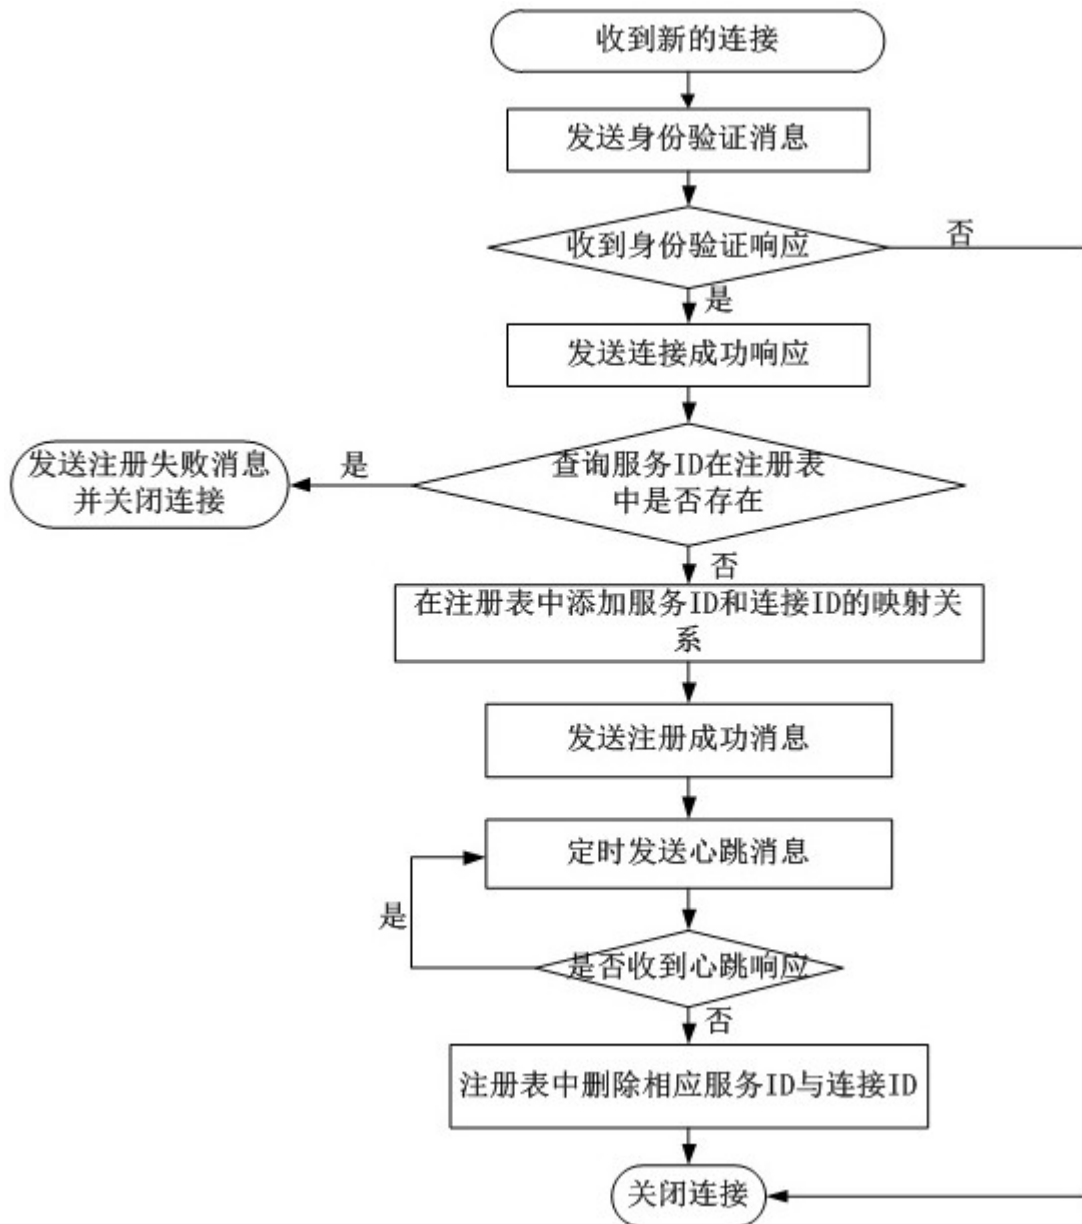 收到新的连接
发送身份验证消息
收到身份验证响应
否
是
发送连接成功响应
查询服务ID在注册表
中是否存在
是
发送注册失败消息
并关闭连接
否
在注册表中添加服务ID和连接ID的映射关
系
发送注册成功消息
定时发送心跳消息
是
是否收到心跳响应
否
注册表中删除相应服务ID与连接ID
关闭连接